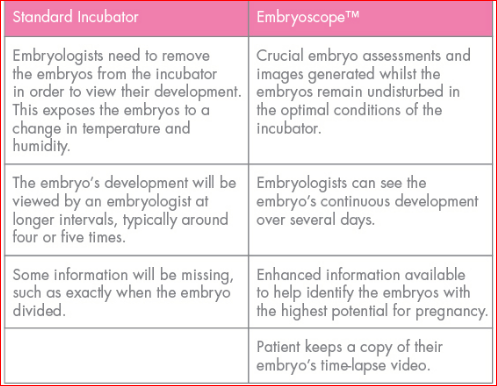 Standard Incubator
Embryoscope™
Embryologists need to remove
the embryos from the incubator
in order to view their development.
This exposes the embryos to a
change in temperature and
humidity.
Crucial embryo assessments and
images generated whilst the
embryos remain undisturbed in
the optimal conditions of the
incubator.
The embryo's development will be
viewed by an embryologist at
longer intervals, typically around
four or five times.
Embryologists can see the
embryo's continuous development
over several days.
Some information will be missing,
such as exactly when the embryo
divided.
Enhanced information available
to help identify the embryos with
the highest potential for pregnancy.
Patient keeps a copy of their
embryo's time-lapse video.